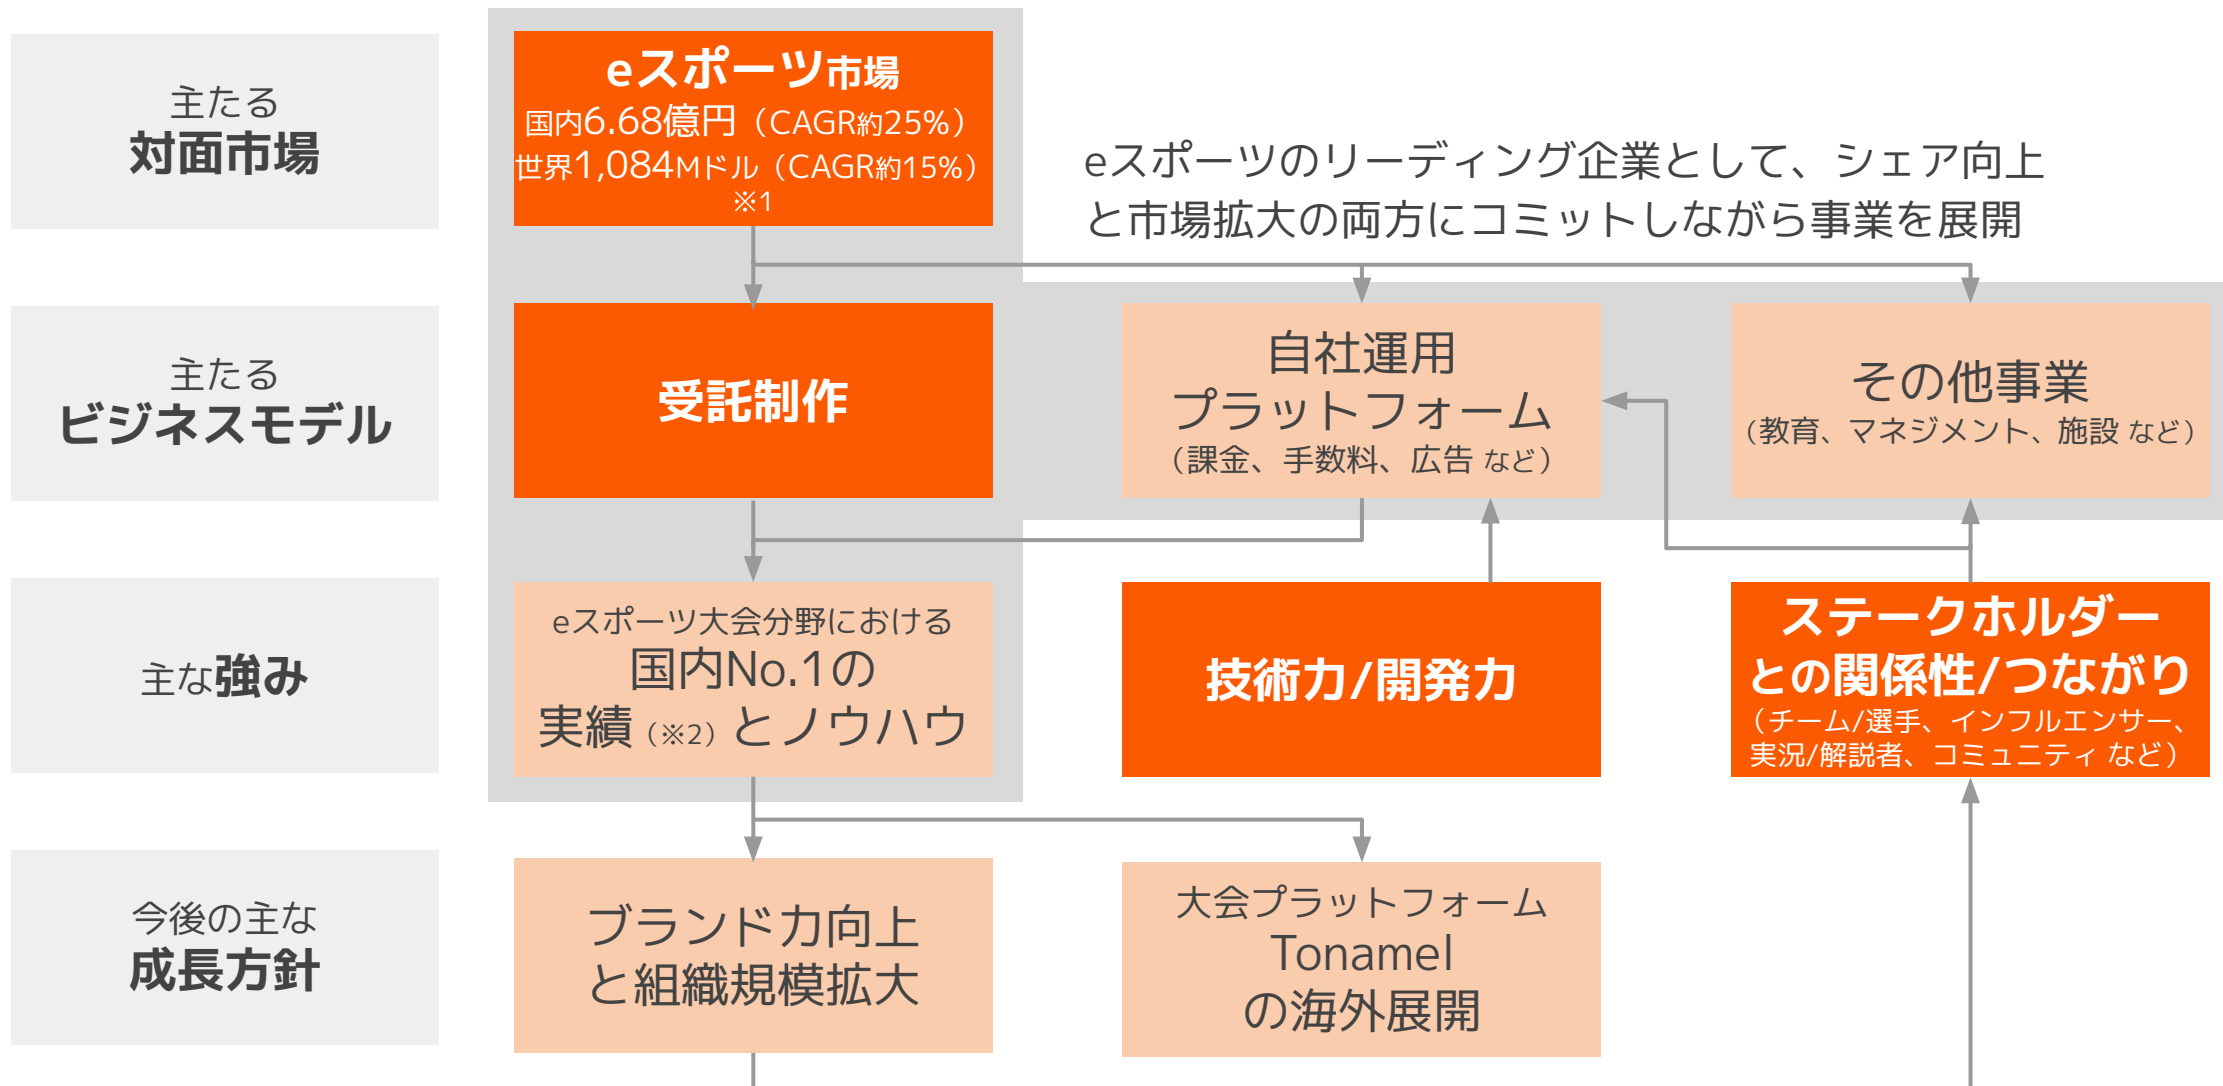 主たる
対面市場
eスポーツ市場
国内6.68億円（CAGR約25%）
世界1,084Mドル（CAGR約15%）
※1
eスポーツのリーディング企業として、シェア向上
と市場拡大の両方にコミットしながら事業を展開
主たる
ビジネスモデル
受託制作
自社運用
プラットフォーム
（課金、手数料、広告 など）
その他事業
（教育、マネジメント、施設 など）
主な強み
eスポーツ大会分野における
国内No.1の
実績（※2）とノウハウ
技術力/開発力
ステークホルダー
との関係性/つながり
（チーム/選手、インフルエンサー、
実況/解説者、コミュニティ など）
今後の主な
成長方針
ブランド力向上
と組織規模拡大
大会プラットフォーム
Tonamel
の海外展開